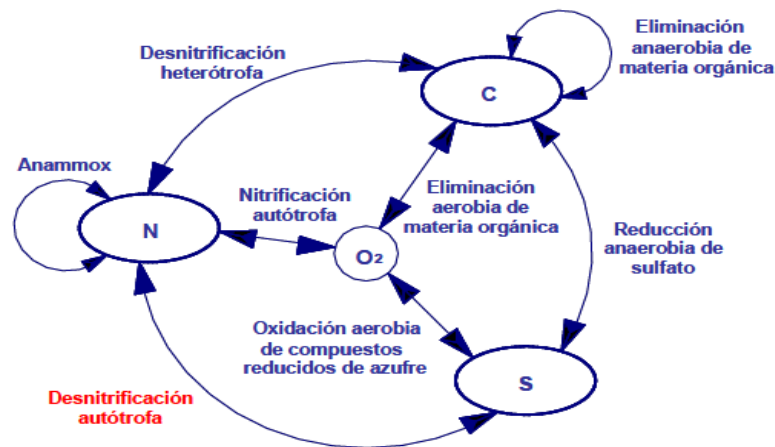 Desnitrificación
heterótrofa
Eliminación
anaerobia de
materia orgánica
C
Anammox
N
Nitrificación
autótrofa
O2
Eliminación
aerobia de
materia orgánica
Reducción
anaerobia de
sulfato
Oxidación aerobia
de compuestos
reducidos de azufre
S
Desnitrificación
autótrofa